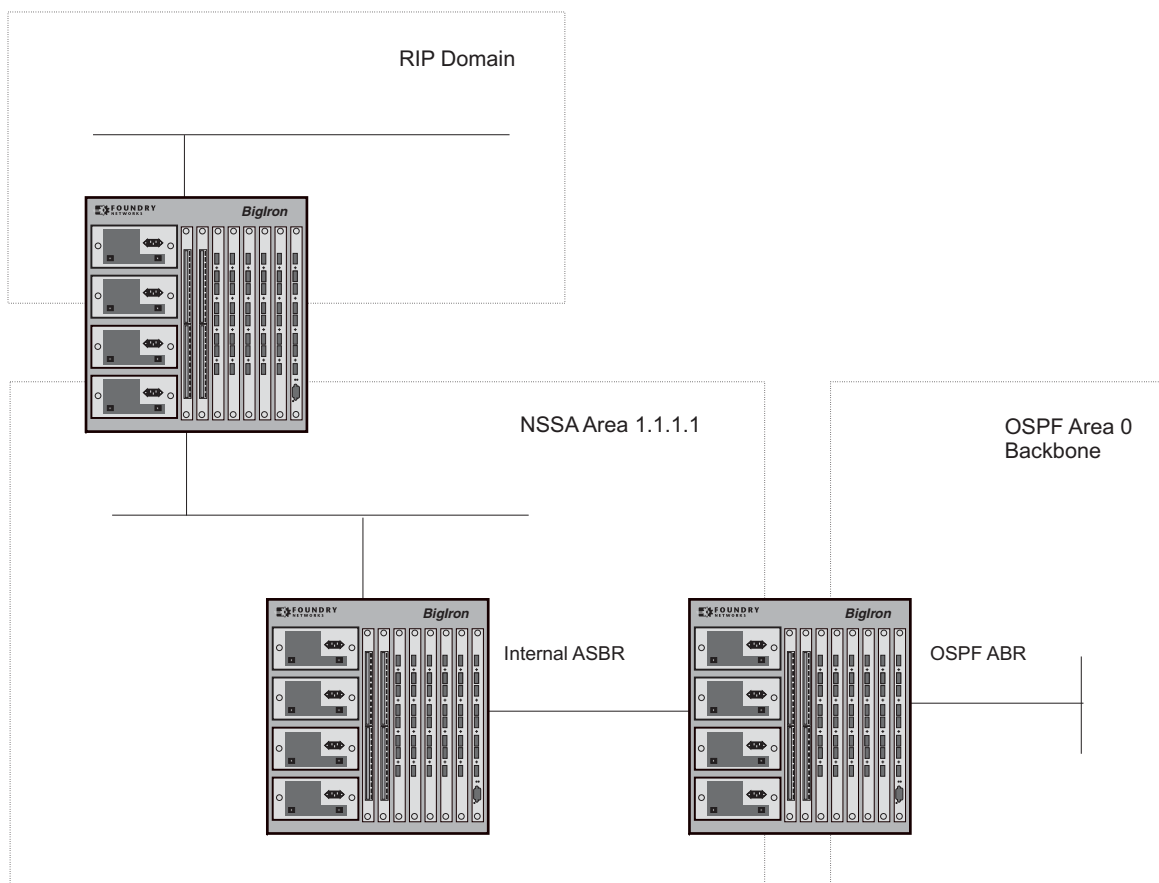 RIP Domain
FOUNDRY
NETWORKS
BigIron
NSSA Area 1.1.1.1
OSPF Area 0
Backbone
FOUNDRY
NETWORKS
BigIron
Internal ASBR
FOUNDRY
NETWORKS
BigIron
OSPF ABR